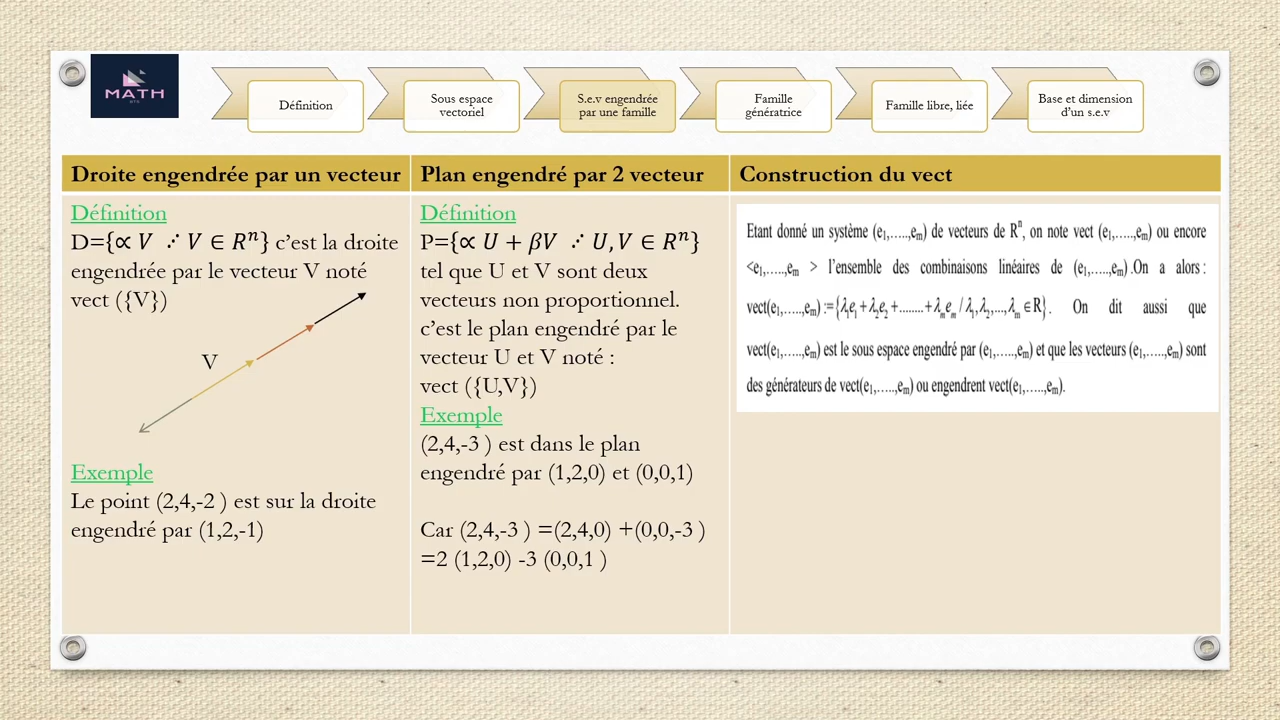 MATH
BTS
Définition
Sous espace
vectoriel
S.e.v engendrée
par une famille
Famille
génératrice
Famille libre, liée
Base et dimension
d'un s.e.v
Droite engendrée par un vecteur
Définition
D={∝ V ⋰ V ∈ Rⁿ} c'est la droite
engendrée par le vecteur V noté
vect ({V})
V
Exemple
Le point (2,4,-2 ) est sur la droite
engendré par (1,2,-1)
Plan engendré par 2 vecteur
Définition
P={∝ U + βV ⋰ U, V ∈ Rⁿ}
tel que U et V sont deux
vecteurs non proportionnel.
c'est le plan engendré par le
vecteur U et V noté :
vect ({U,V})
Exemple
(2,4,-3 ) est dans le plan
engendré par (1,2,0) et (0,0,1)
Car (2,4,-3 ) =(2,4,0) +(0,0,-3 )
=2 (1,2,0) -3 (0,0,1 )
Construction du vect
Etant donné un système (e₁,…..,eₘ) de vecteurs de Rⁿ, on note vect (e₁,…..,eₘ) ou encore
<e₁,…..,eₘ > l'ensemble des combinaisons linéaires de (e₁,…..,eₘ) .On a alors :
vect(e₁,…..,eₘ) := {λ₁e₁+λ₂e₂+........+λₘeₘ / λ₁,λ₂,...,λₘ ∈ R} . On dit aussi que
vect(e₁,…..,eₘ) est le sous espace engendré par (e₁,…..,eₘ) et que les vecteurs (e₁,…..,eₘ) sont
des générateurs de vect(e₁,…..,eₘ) ou engendrent vect(e₁,…..,eₘ).